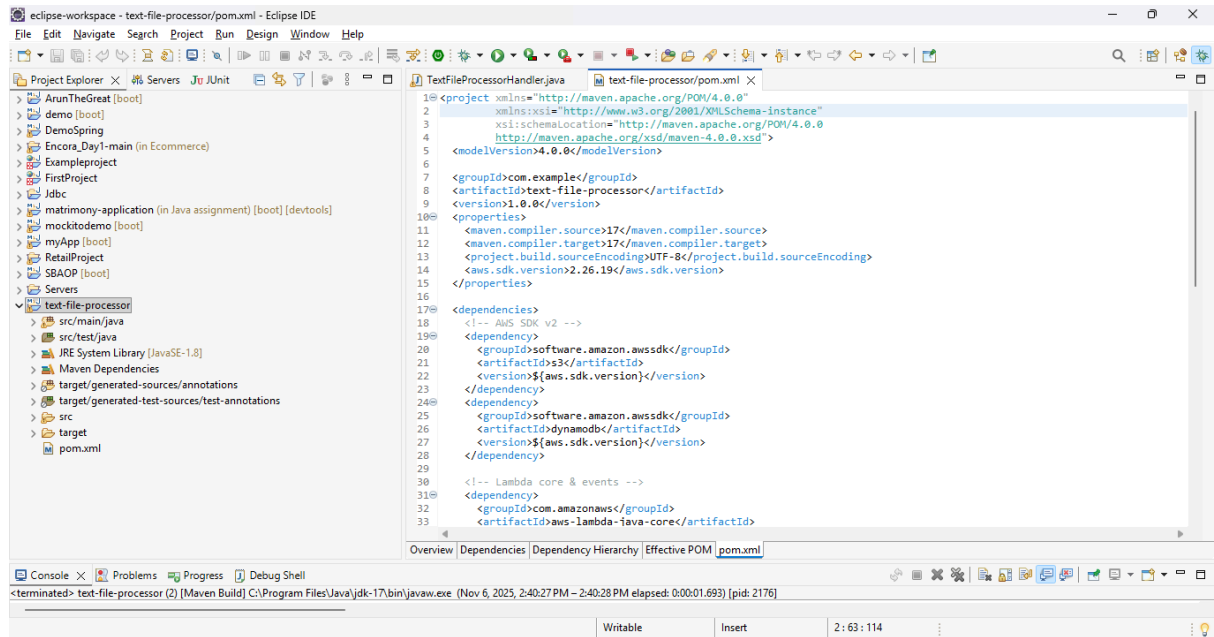 eclipse-workspace - text-file-processor/pom.xml - Eclipse IDE
File Edit Navigate Search Project Run Design Window Help
Project Explorer Servers Ju JUnit
ArunTheGreat [boot]
demo [boot]
DemoSpring
Encora_Day1-main (in Ecommerce)
Exampleproject
FirstProject
Jdbc
matrimony-application (in Java assignment) [boot] [devtools]
mockitodemo [boot]
myApp [boot]
RetailProject
SBAOP [boot]
Servers
text-file-processor
src/main/java
src/test/java
JRE System Library [JavaSE-1.8]
Maven Dependencies
target/generated-sources/annotations
target/generated-test-sources/test-annotations
src
target
pom.xml
TextFileProcessorHandler.java text-file-processor/pom.xml
1 <project xmlns="http://maven.apache.org/POM/4.0.0"
2 xmlns:xsi="http://www.w3.org/2001/XMLSchema-instance"
3 xsi:schemaLocation="http://maven.apache.org/POM/4.0.0
4 http://maven.apache.org/xsd/maven-4.0.0.xsd">
5 <modelVersion>4.0.0</modelVersion>
6
7 <groupId>com.example</groupId>
8 <artifactId>text-file-processor</artifactId>
9 <version>1.0.0</version>
10 <properties>
11 <maven.compiler.source>17</maven.compiler.source>
12 <maven.compiler.target>17</maven.compiler.target>
13 <project.build.sourceEncoding>UTF-8</project.build.sourceEncoding>
14 <aws.sdk.version>2.26.19</aws.sdk.version>
15 </properties>
16
17 <dependencies>
18 <!-- AWS SDK v2 -->
19 <dependency>
20 <groupId>software.amazon.awssdk</groupId>
21 <artifactId>s3</artifactId>
22 <version>${aws.sdk.version}</version>
23 </dependency>
24 <dependency>
25 <groupId>software.amazon.awssdk</groupId>
26 <artifactId>dynamodb</artifactId>
27 <version>${aws.sdk.version}</version>
28 </dependency>
29
30 <!-- Lambda core & events -->
31 <dependency>
32 <groupId>com.amazonaws</groupId>
33 <artifactId>aws-lambda-java-core</artifactId>
Overview Dependencies Dependency Hierarchy Effective POM pom.xml
Console Problems Progress Debug Shell
<terminated> text-file-processor (2) [Maven Build] C:\Program Files\Java\jdk-17\bin\javaw.exe (Nov 6, 2025, 2:40:27 PM – 2:40:28 PM elapsed: 0:00:01.693) [pid: 2176]
Writable Insert 2 : 63 : 114